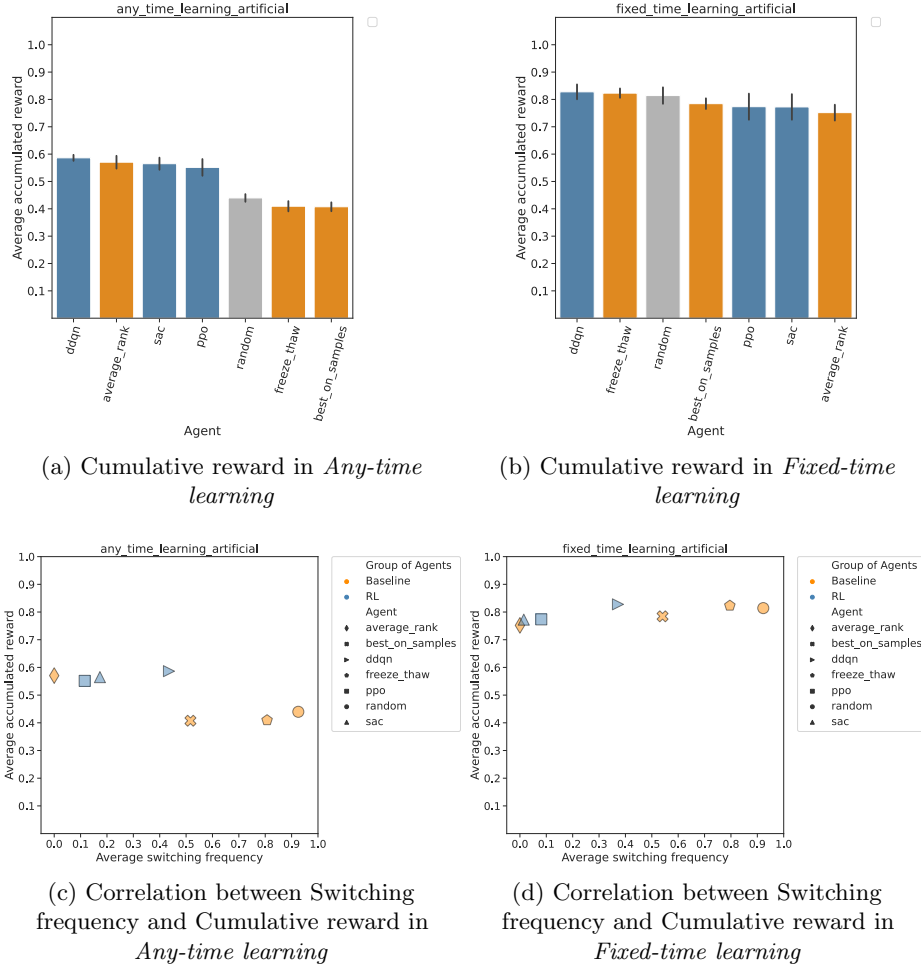 any_time_learning_artificial
1.0
0.9
0.8
0.7
0.6
0.5
0.4
0.3
0.2
0.1
Average accumulated reward
ddqn
average_rank
sac
ppo
random
freeze_thaw
best_on_samples
Agent
(a) Cumulative reward in Any-time
learning
fixed_time_learning_artificial
1.0
0.9
0.8
0.7
0.6
0.5
0.4
0.3
0.2
0.1
Average accumulated reward
ddqn
freeze_thaw
random
best_on_samples
ppo
sac
average_rank
Agent
(b) Cumulative reward in Fixed-time
learning
any_time_learning_artificial
1.0
0.9
0.8
0.7
0.6
0.5
0.4
0.3
0.2
0.1
Average accumulated reward
0.0 0.1 0.2 0.3 0.4 0.5 0.6 0.7 0.8 0.9 1.0
Average switching frequency
Group of Agents
Baseline
RL
Agent
average_rank
best_on_samples
ddqn
freeze_thaw
ppo
random
sac
(c) Correlation between Switching
frequency and Cumulative reward in
Any-time learning
fixed_time_learning_artificial
1.0
0.9
0.8
0.7
0.6
0.5
0.4
0.3
0.2
0.1
Average accumulated reward
0.0 0.1 0.2 0.3 0.4 0.5 0.6 0.7 0.8 0.9 1.0
Average switching frequency
Group of Agents
Baseline
RL
Agent
average_rank
best_on_samples
ddqn
freeze_thaw
ppo
random
sac
(d) Correlation between Switching
frequency and Cumulative reward in
Fixed-time learning